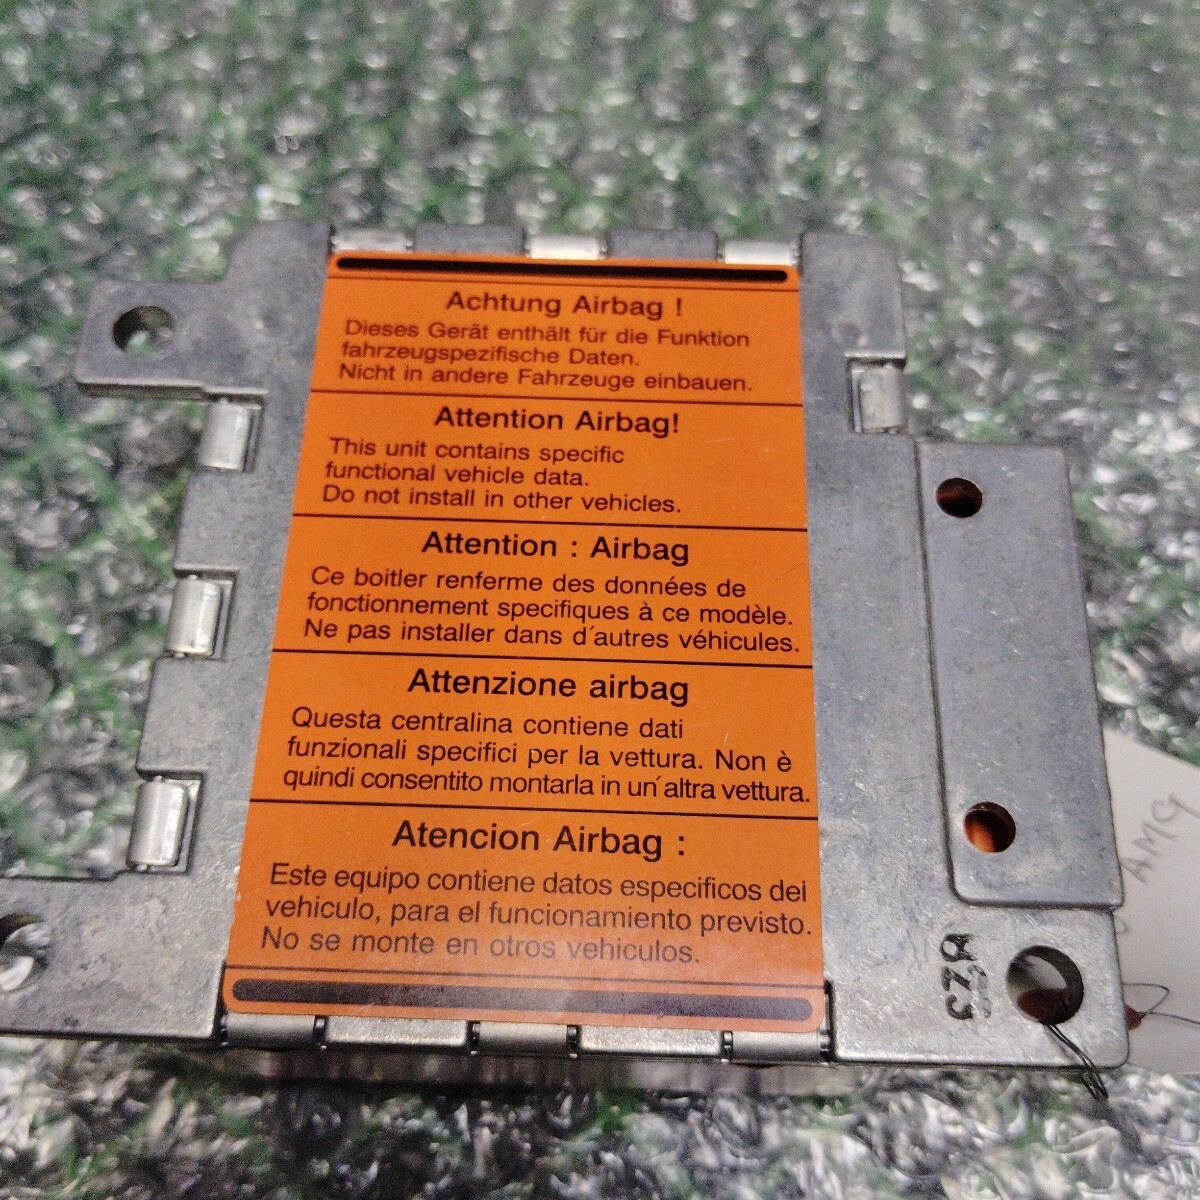 Achtung Airbag !
Dieses Gerät enthält für die Funktion
fahrzeugspezifische Daten.
Nicht in andere Fahrzeuge einbauen.
Attention Airbag!
This unit contains specific
functional vehicle data.
Do not install in other vehicles.
Attention : Airbag
Ce boitler renferme des données de
fonctionnement specifiques à ce modèle.
Ne pas installer dans d´autres véhicules.
Attenzione airbag
Questa centralina contiene dati
funzionali specifici per la vettura. Non è
quindi consentito montarla in un´altra vettura.
Atencion Airbag :
Este equipo contiene datos especificos del
vehiculo, para el funcionamiento previsto.
No se monte en otros vehiculos.
AMG